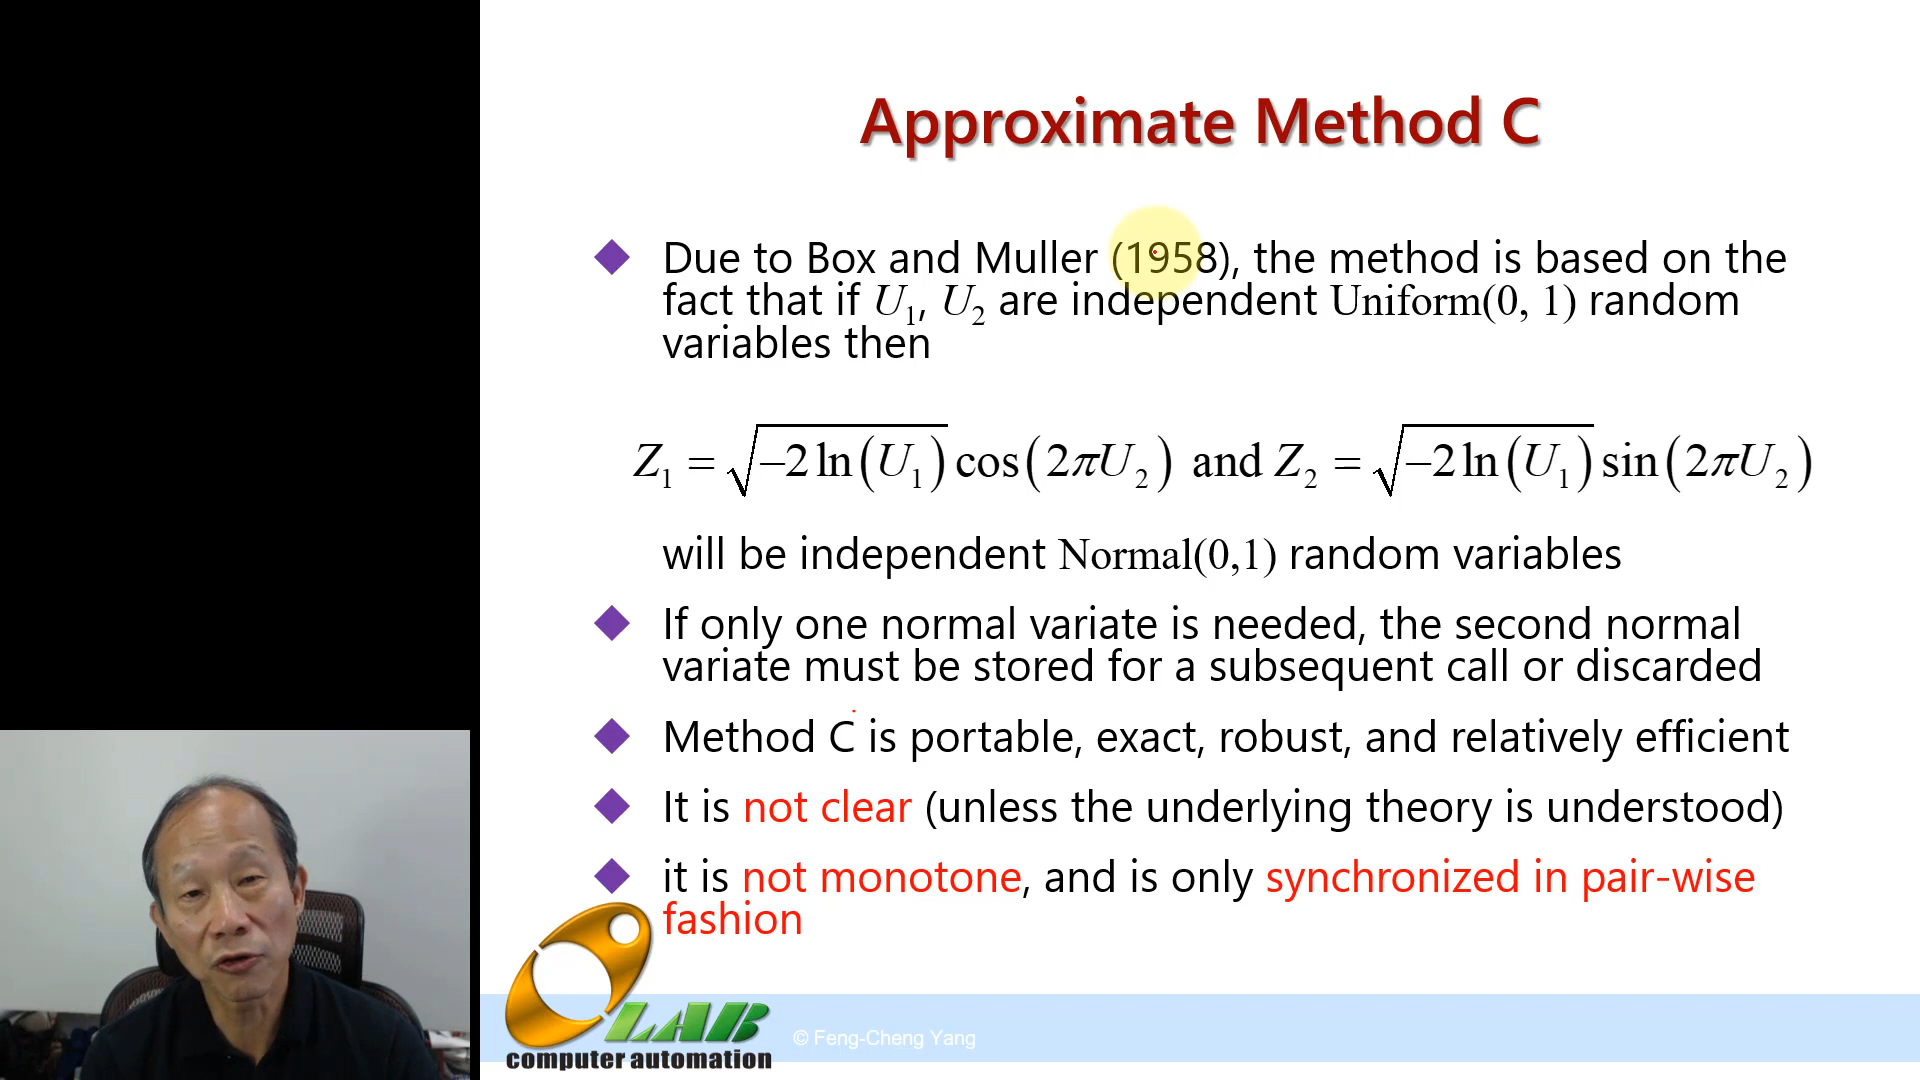 Approximate Method C
◆ Due to Box and Muller (1958), the method is based on the
fact that if U₁, U₂ are independent Uniform(0, 1) random
variables then
Z₁ = √(–2 ln(U₁)) cos(2πU₂) and Z₂ = √(–2 ln(U₁)) sin(2πU₂)
will be independent Normal(0,1) random variables
◆ If only one normal variate is needed, the second normal
variate must be stored for a subsequent call or discarded
◆ Method C is portable, exact, robust, and relatively efficient
◆ It is not clear (unless the underlying theory is understood)
◆ it is not monotone, and is only synchronized in pair-wise
fashion
LAB
computer automation
© Feng-Cheng Yang